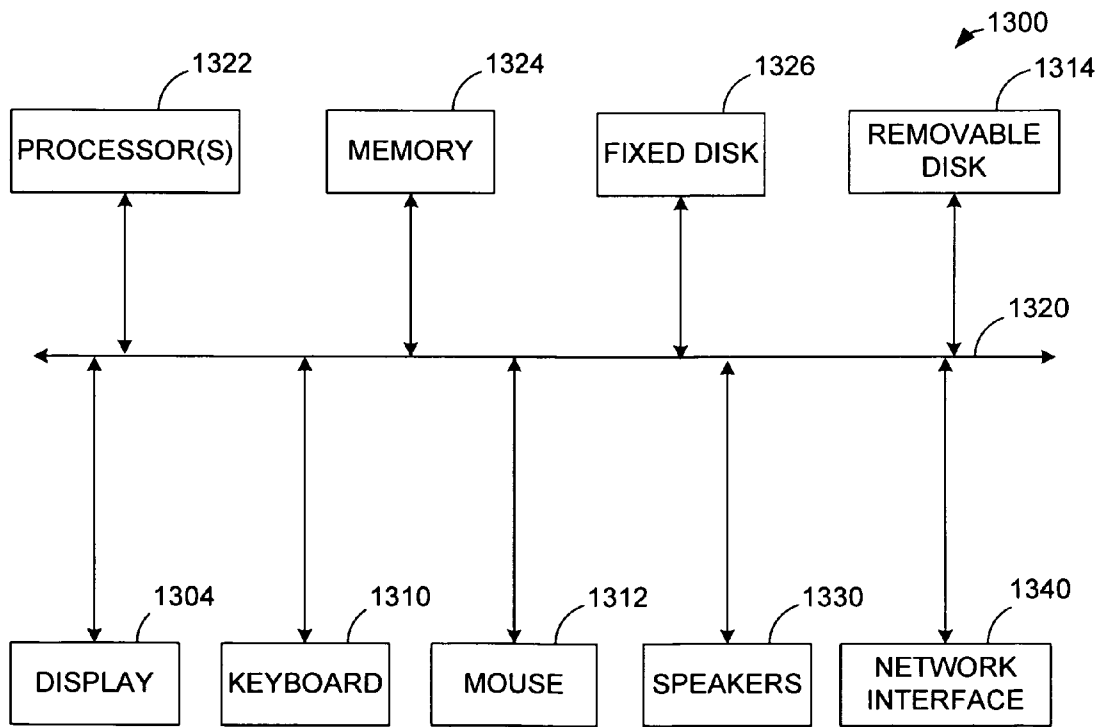 1300
1322
1324
1326
1314
PROCESSOR(S)
MEMORY
FIXED DISK
REMOVABLE
DISK
1320
1304
1310
1312
1330
1340
DISPLAY
KEYBOARD
MOUSE
SPEAKERS
NETWORK
INTERFACE